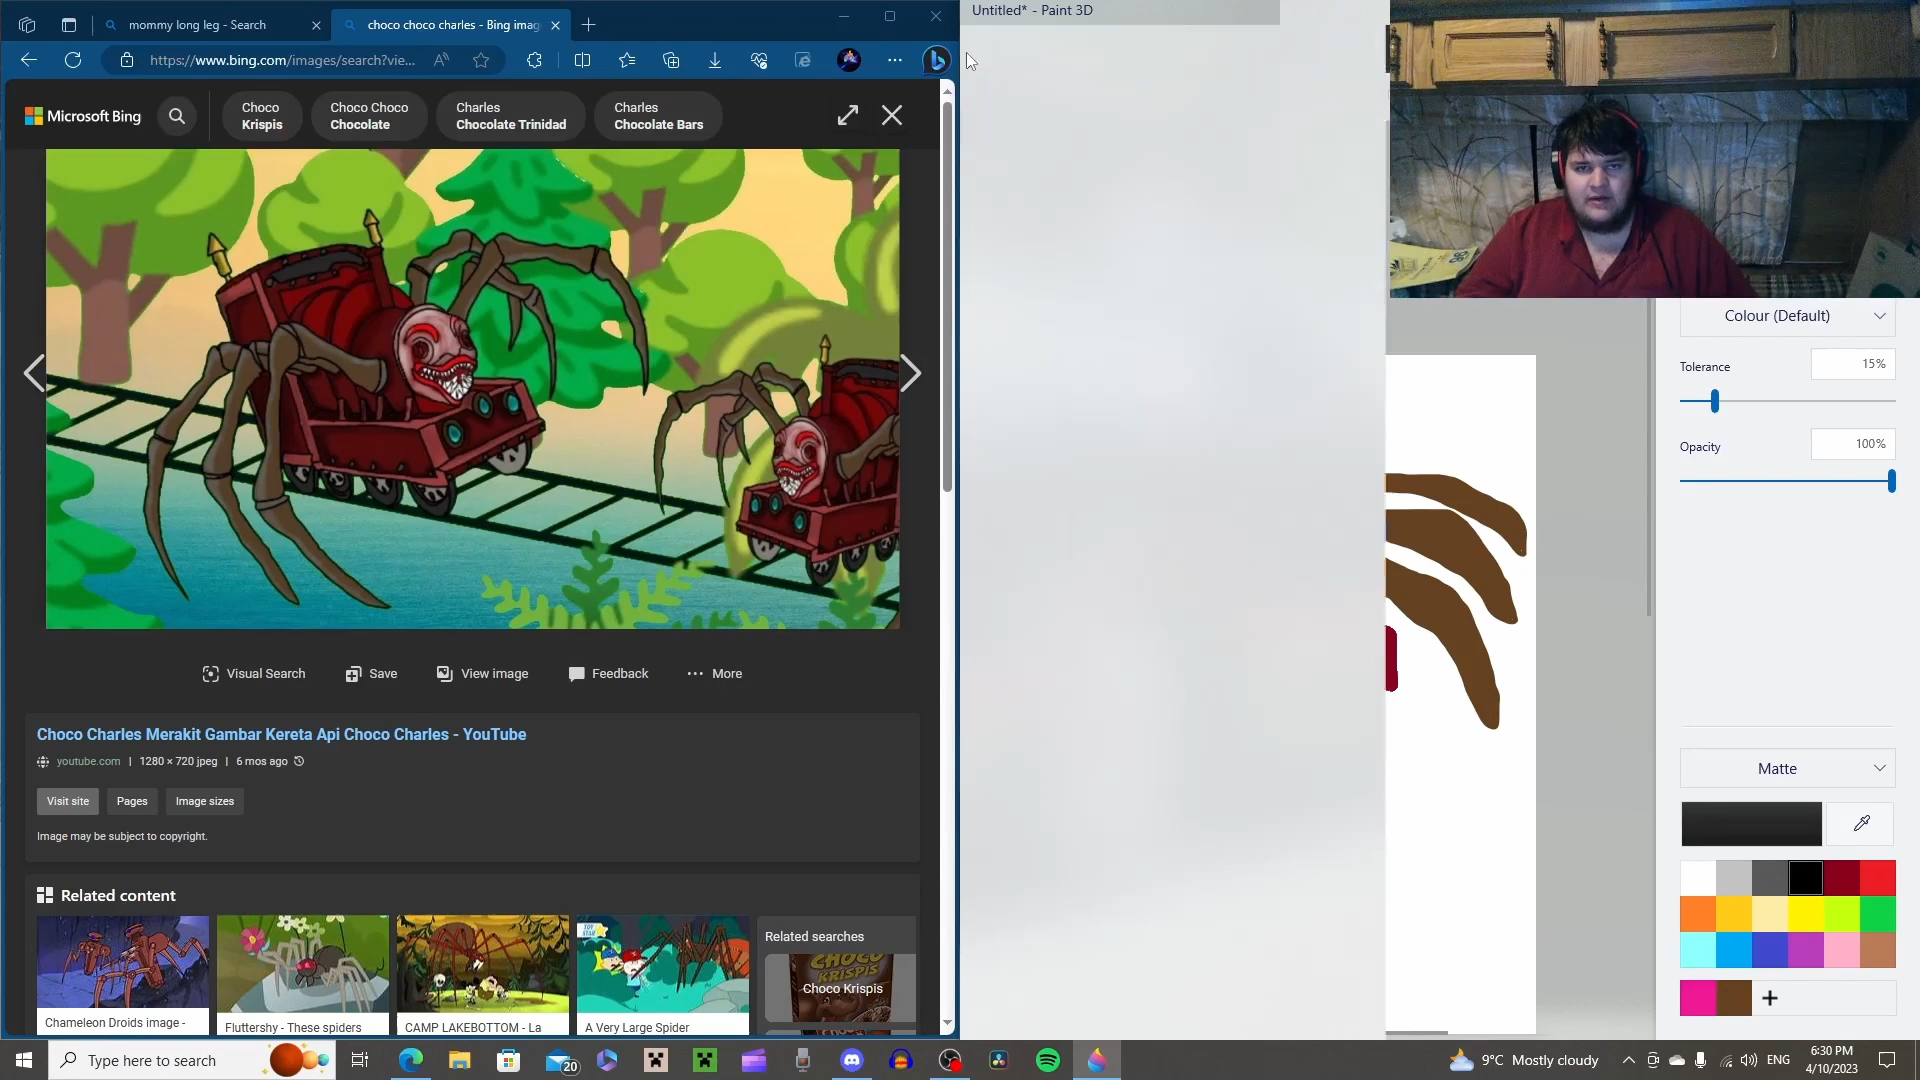 mommy long leg - Search
choco choco charles - Bing imag
Untitled* - Paint 3D
https://www.bing.com/images/search?vie...
Microsoft Bing
Choco
Krispis
Choco Choco
Chocolate
Charles
Chocolate Trinidad
Charles
Chocolate Bars
Colour (Default)
Tolerance
15%
Opacity
100%
Visual Search
Save
View image
Feedback
More
Choco Charles Merakit Gambar Kereta Api Choco Charles - YouTube
youtube.com | 1280 × 720 jpeg | 6 mos ago
Visit site
Pages
Image sizes
Image may be subject to copyright.
Matte
Related content
Related searches
CHOCO
KRISPIS
Choco Krispis
Chameleon Droids image -
Fluttershy - These spiders
CAMP LAKEBOTTOM - La
A Very Large Spider
Type here to search
20
9°C Mostly cloudy
ENG
6:30 PM
4/10/2023